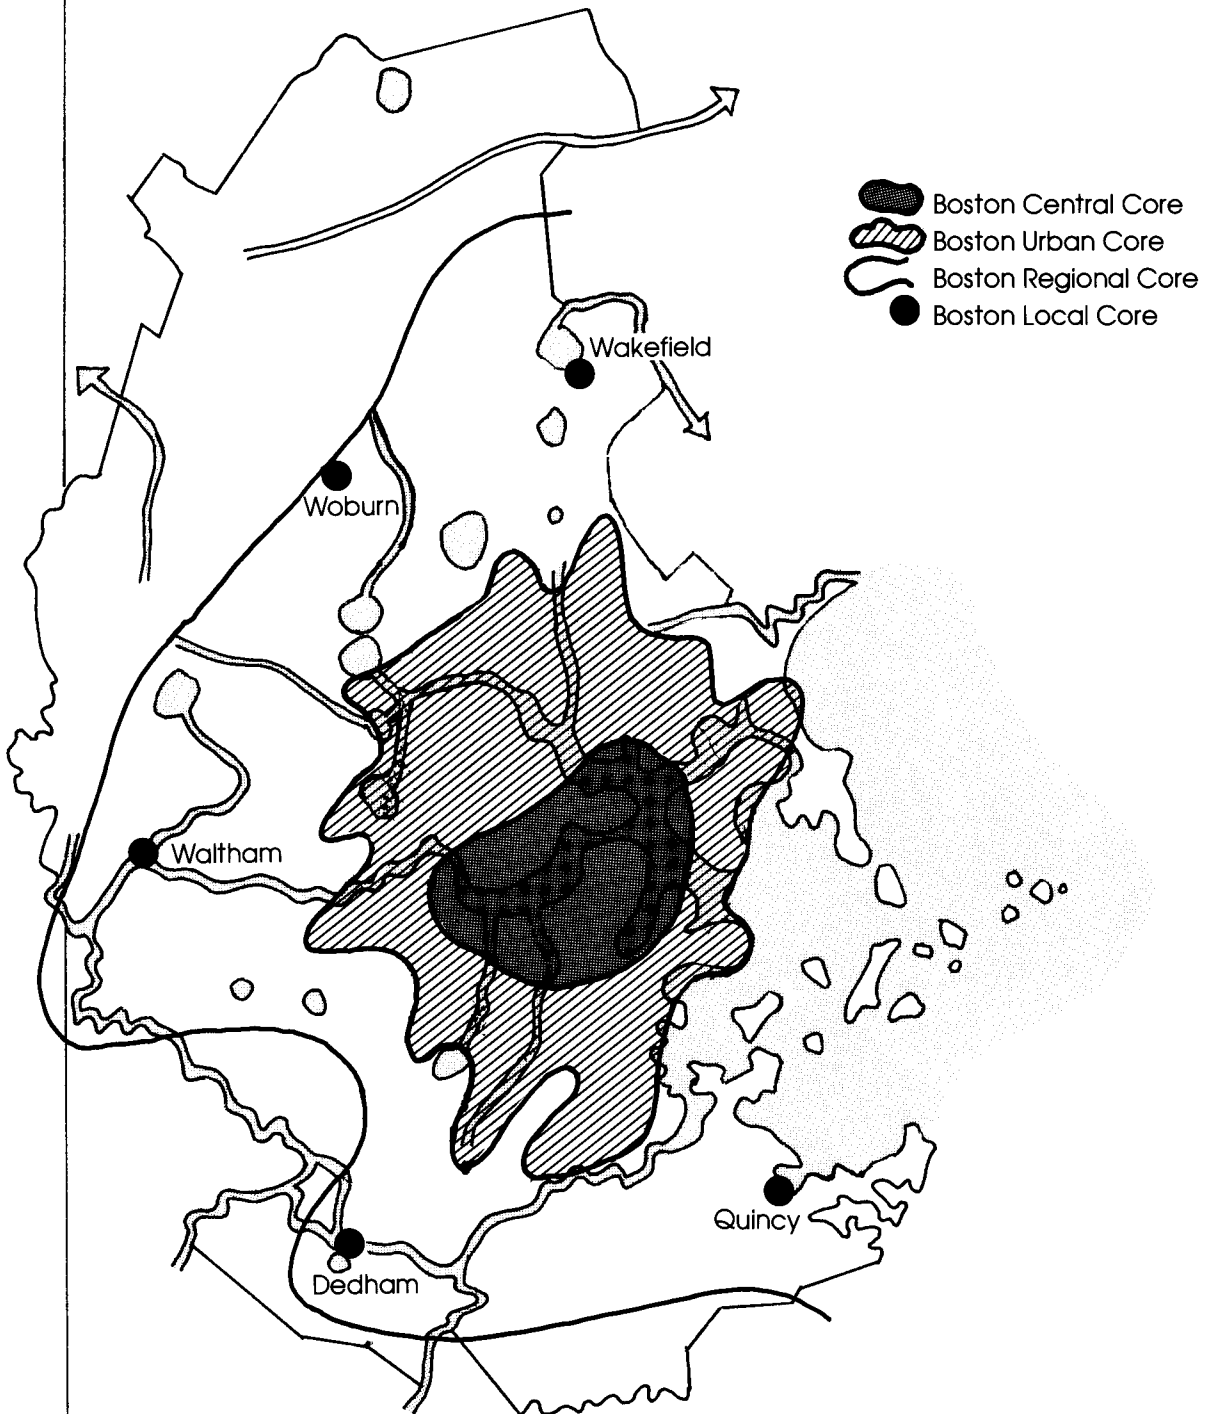 Boston Central Core
Boston Urban Core
Boston Regional Core
Boston Local Core
Wakefield
Woburn
Waltham
Quincy
Dedham